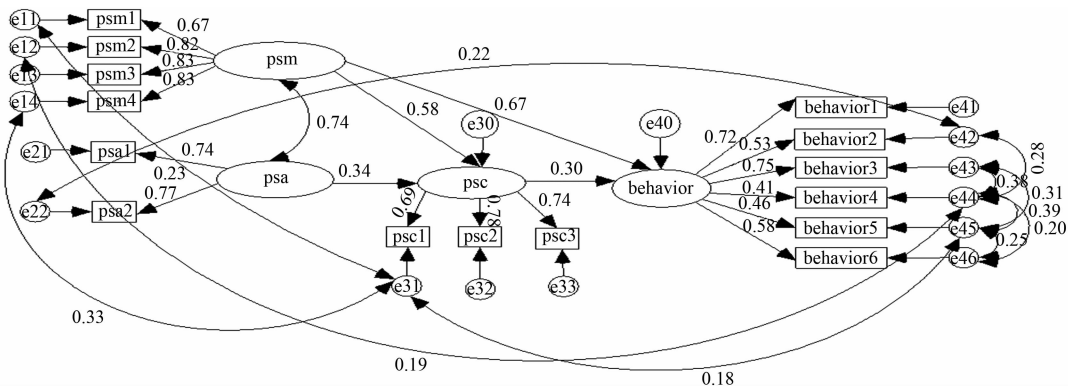 e11
psm1
0.67
e12
psm2
0.82
e13
psm3
0.83
e14
psm4
0.83
psm
0.22
0.58
0.67
0.74
e30
e40
behavior1
e41
0.72
behavior2
e42
0.53
behavior3
e43
0.75
behavior4
e44
0.41
behavior5
e45
0.46
behavior6
e46
0.58
0.28
0.38
0.31
0.39
0.20
0.25
e21
psa1
0.74
0.23
psa
0.34
psc
0.30
behavior
e22
psa2
0.77
0.69
0.78
0.74
psc1
psc2
psc3
e31
e32
e33
0.33
0.19
0.18